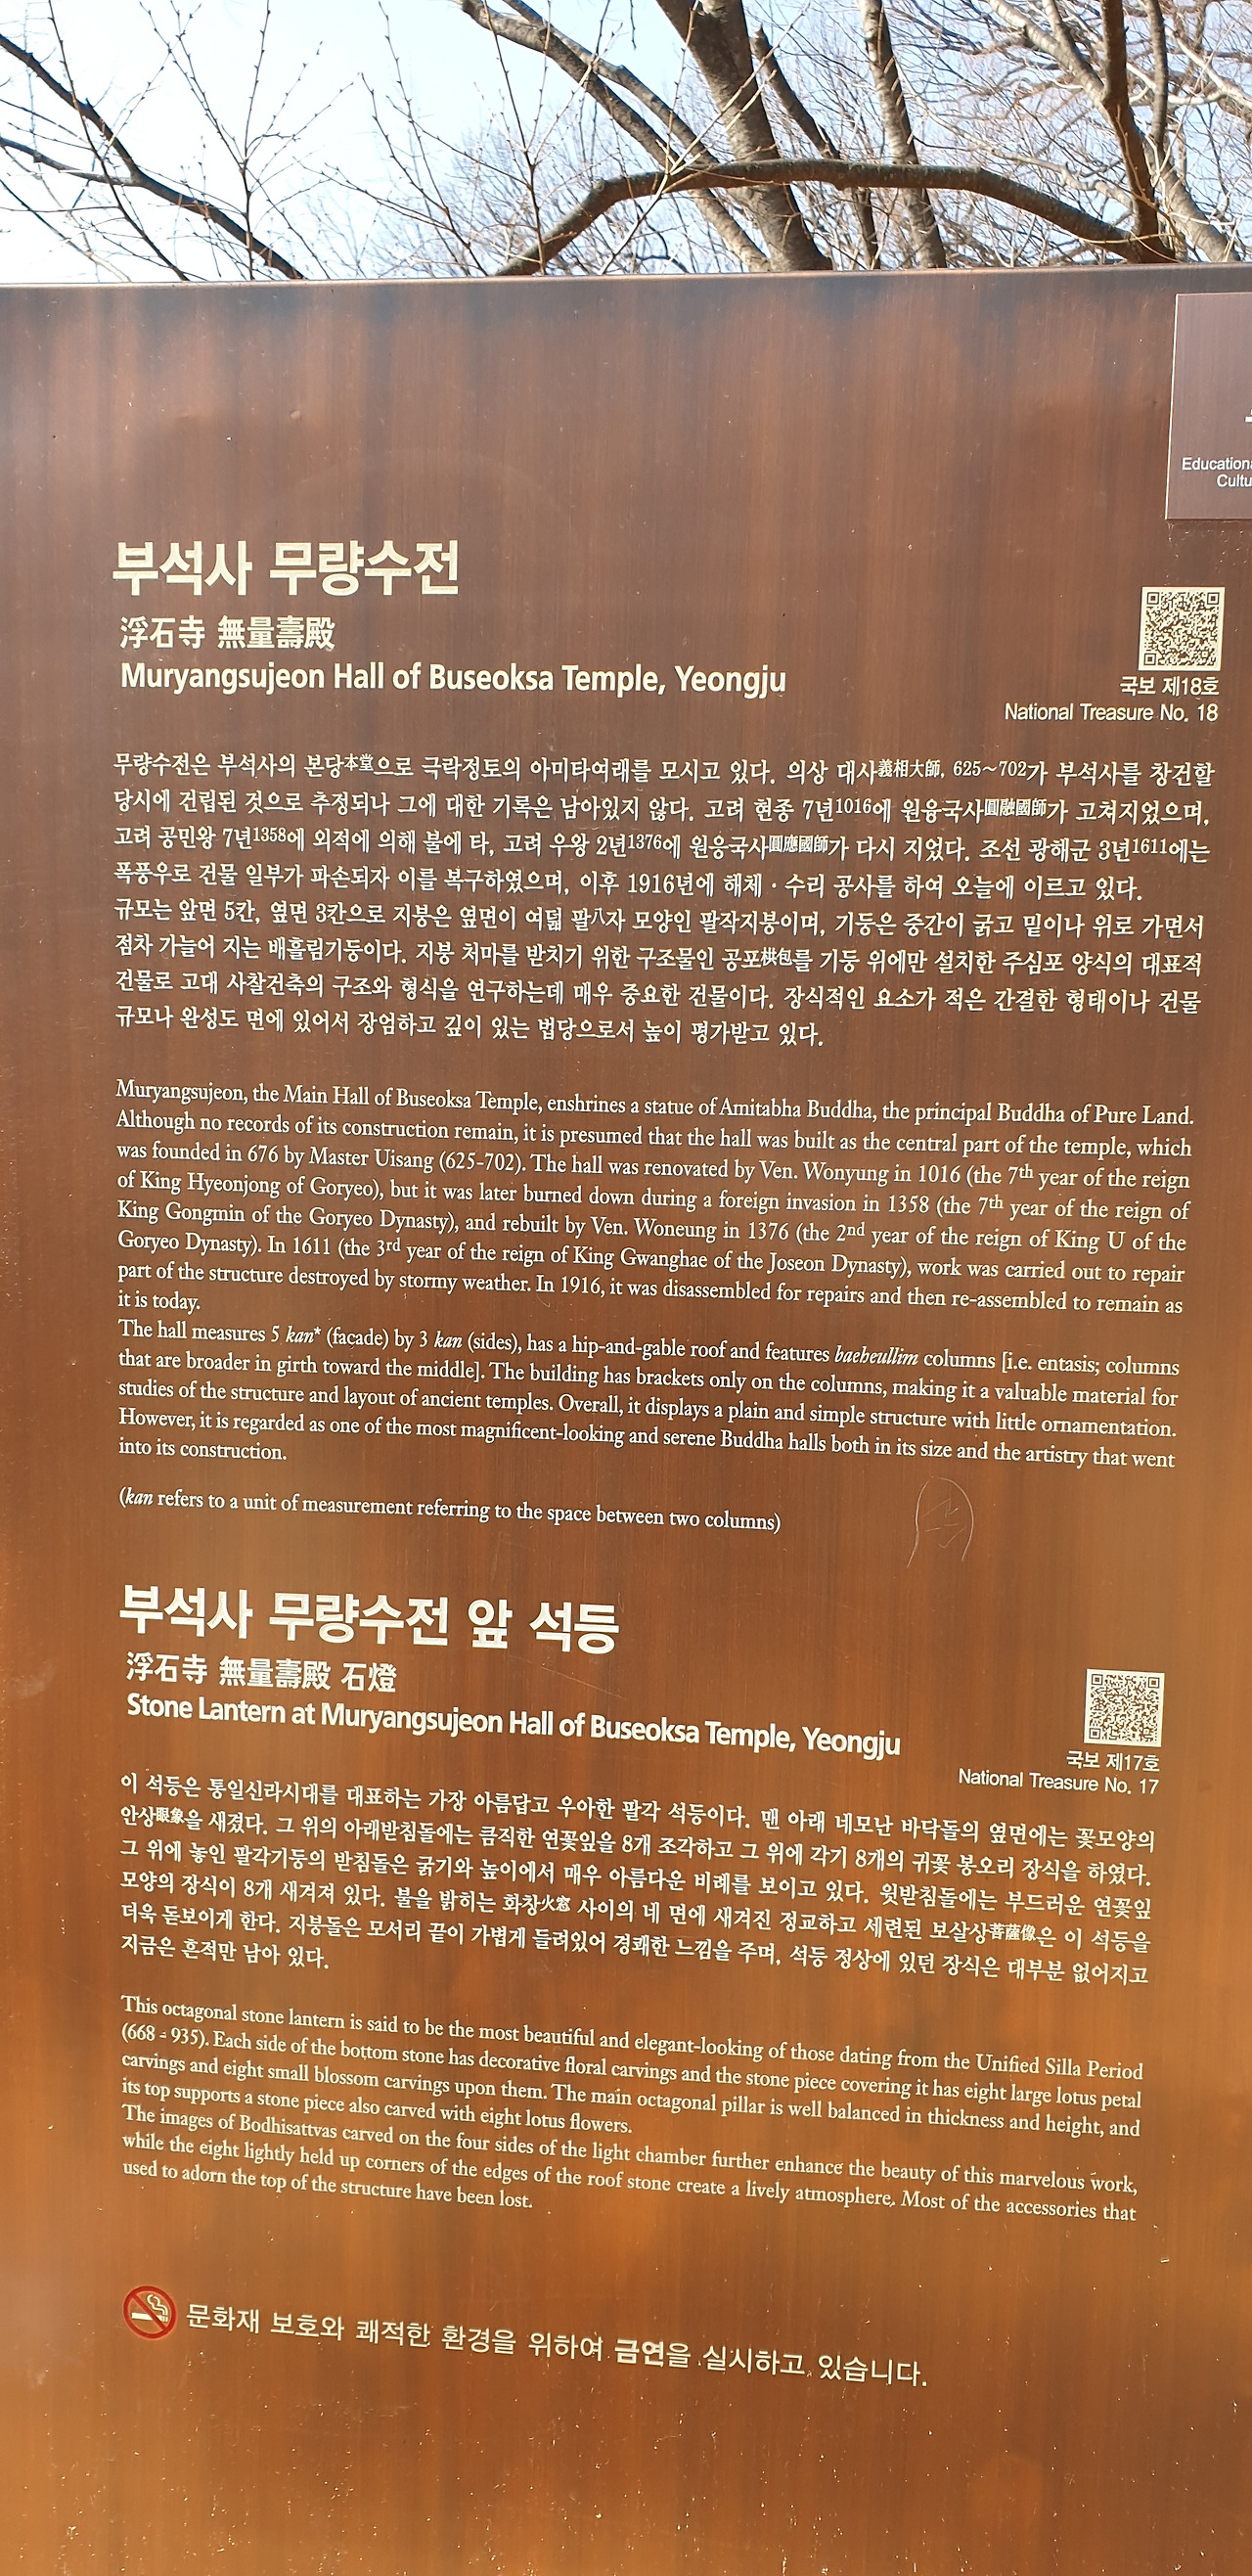 Education
Cultu
부석사 무량수전
浮石寺 無量壽殿
Muryangsujeon Hall of Buseoksa Temple, Yeongju
국보 제18호
National Treasure No. 18
무량수전은 부석사의 본당本堂으로 극락정토의 아미타여래를 모시고 있다. 의상 대사義相大師, 625~702가 부석사를 창건할
당시에 건립된 것으로 추정되나 그에 대한 기록은 남아있지 않다. 고려 현종 7년1016에 원융국사圓融國師가 고쳐지었으며,
고려 공민왕 7년1358에 외적에 의해 불에 타, 고려 우왕 2년1376에 원응국사圓應國師가 다시 지었다. 조선 광해군 3년1611에는
폭풍우로 건물 일부가 파손되자 이를 복구하였으며, 이후 1916년에 해체 · 수리 공사를 하여 오늘에 이르고 있다.
규모는 앞면 5칸, 옆면 3칸으로 지붕은 옆면이 여덟 팔八자 모양인 팔작지붕이며, 기둥은 중간이 굵고 밑이나 위로 가면서
점차 가늘어 지는 배흘림기둥이다. 지붕 처마를 받치기 위한 구조물인 공포栱包를 기둥 위에만 설치한 주심포 양식의 대표적
건물로 고대 사찰건축의 구조와 형식을 연구하는데 매우 중요한 건물이다. 장식적인 요소가 적은 간결한 형태이나 건물
규모나 완성도 면에 있어서 장엄하고 깊이 있는 법당으로서 높이 평가받고 있다.
Muryangsujeon, the Main Hall of Buseoksa Temple, enshrines a statue of Amitabha Buddha, the principal Buddha of Pure Land.
Although no records of its construction remain, it is presumed that the hall was built as the central part of the temple, which
was founded in 676 by Master Uisang (625-702). The hall was renovated by Ven. Wonyung in 1016 (the 7th year of the reign
of King Hyeonjong of Goryeo), but it was later burned down during a foreign invasion in 1358 (the 7th year of the reign of
King Gongmin of the Goryeo Dynasty), and rebuilt by Ven. Woneung in 1376 (the 2nd year of the reign of King U of the
Goryeo Dynasty). In 1611 (the 3rd year of the reign of King Gwanghae of the Joseon Dynasty), work was carried out to repair
part of the structure destroyed by stormy weather. In 1916, it was disassembled for repairs and then re-assembled to remain as
it is today.
The hall measures 5 kan* (facade) by 3 kan (sides), has a hip-and-gable roof and features baeheullim columns [i.e. entasis; columns
that are broader in girth toward the middle]. The building has brackets only on the columns, making it a valuable material for
studies of the structure and layout of ancient temples. Overall, it displays a plain and simple structure with little ornamentation.
However, it is regarded as one of the most magnificent-looking and serene Buddha halls both in its size and the artistry that went
into its construction.
(kan refers to a unit of measurement referring to the space between two columns)
부석사 무량수전 앞 석등
浮石寺 無量壽殿 石燈
Stone Lantern at Muryangsujeon Hall of Buseoksa Temple, Yeongju
국보 제17호
National Treasure No. 17
이 석등은 통일신라시대를 대표하는 가장 아름답고 우아한 팔각 석등이다. 맨 아래 네모난 바닥돌의 옆면에는 꽃모양의
안상眼象을 새겼다. 그 위의 아래받침돌에는 큼직한 연꽃잎을 8개 조각하고 그 위에 각기 8개의 귀꽃 봉오리 장식을 하였다.
그 위에 놓인 팔각기둥의 받침돌은 굵기와 높이에서 매우 아름다운 비례를 보이고 있다. 윗받침돌에는 부드러운 연꽃잎
모양의 장식이 8개 새겨져 있다. 불을 밝히는 화창火窓 사이의 네 면에 새겨진 정교하고 세련된 보살상菩薩像은 이 석등을
더욱 돋보이게 한다. 지붕돌은 모서리 끝이 가볍게 들려있어 경쾌한 느낌을 주며, 석등 정상에 있던 장식은 대부분 없어지고
지금은 흔적만 남아 있다.
This octagonal stone lantern is said to be the most beautiful and elegant-looking of those dating from the Unified Silla Period
(668 - 935). Each side of the bottom stone has decorative floral carvings and the stone piece covering it has eight large lotus petal
carvings and eight small blossom carvings upon them. The main octagonal pillar is well balanced in thickness and height, and
its top supports a stone piece also carved with eight lotus flowers.
The images of Bodhisattvas carved on the four sides of the light chamber further enhance the beauty of this marvelous work,
while the eight lightly held up corners of the edges of the roof stone create a lively atmosphere. Most of the accessories that
used to adorn the top of the structure have been lost.
문화재 보호와 쾌적한 환경을 위하여 금연을 실시하고 있습니다.